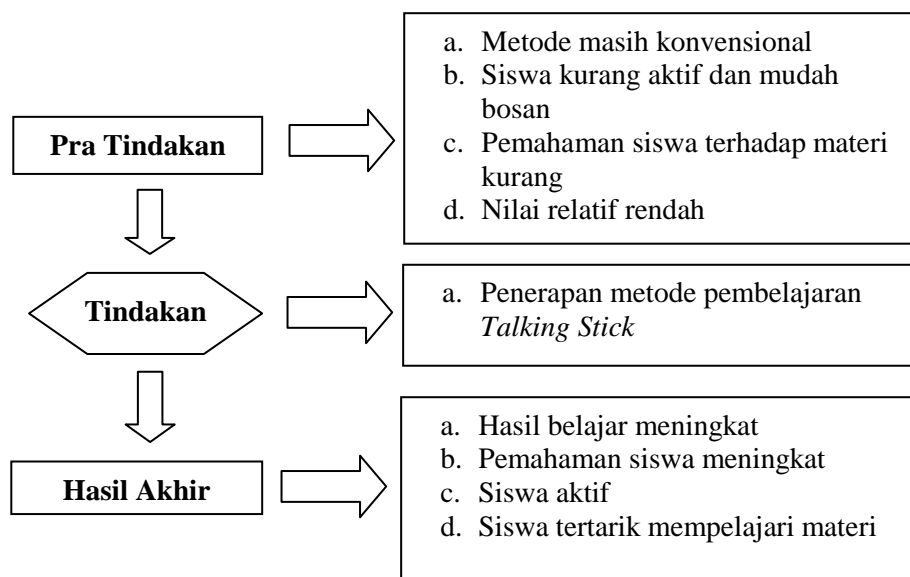 Pra Tindakan
a. Metode masih konvensional
b. Siswa kurang aktif dan mudah
bosan
c. Pemahaman siswa terhadap materi
kurang
d. Nilai relatif rendah
Tindakan
a. Penerapan metode pembelajaran
Talking Stick
Hasil Akhir
a. Hasil belajar meningkat
b. Pemahaman siswa meningkat
c. Siswa aktif
d. Siswa tertarik mempelajari materi